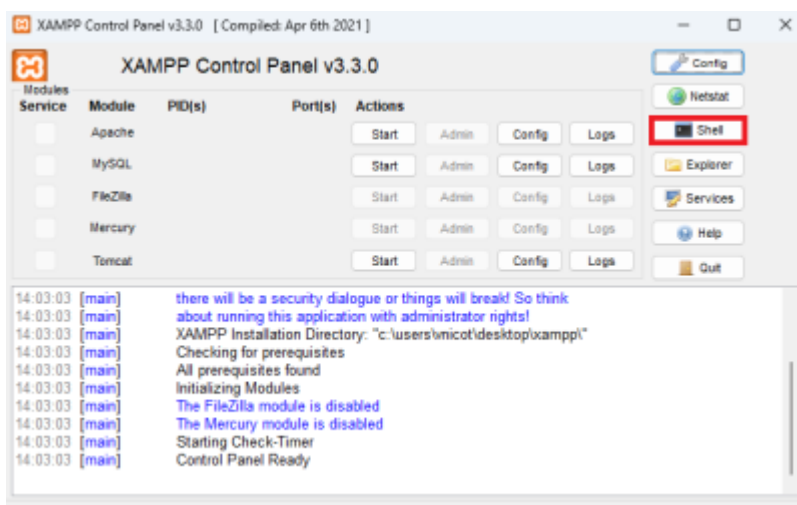 XAMPP Control Panel v3.3.0 [ Compiled: Apr 6th 2021 ]
XAMPP Control Panel v3.3.0
Config
Netstat
Shell
Explorer
Services
Help
Quit
Modules
Service Module PID(s) Port(s) Actions
Apache Start Admin Config Logs
MySQL Start Admin Config Logs
FileZilla Start Admin Config Logs
Mercury Start Admin Config Logs
Tomcat Start Admin Config Logs
14:03:03 [main] there will be a security dialogue or things will break! So think
14:03:03 [main] about running this application with administrator rights!
14:03:03 [main] XAMPP Installation Directory: "c:\users\vnicot\desktop\xampp\"
14:03:03 [main] Checking for prerequisites
14:03:03 [main] All prerequisites found
14:03:03 [main] Initializing Modules
14:03:03 [main] The FileZilla module is disabled
14:03:03 [main] The Mercury module is disabled
14:03:03 [main] Starting Check-Timer
14:03:03 [main] Control Panel Ready